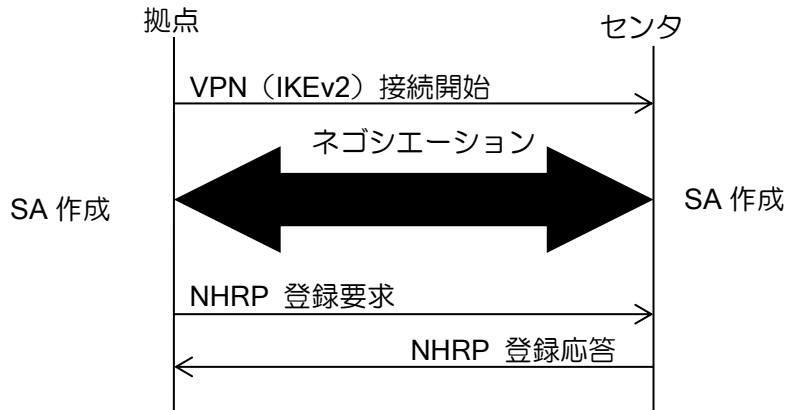 拠点
センタ
VPN（IKEv2）接続開始
ネゴシエーション
SA 作成
SA 作成
NHRP 登録要求
NHRP 登録応答